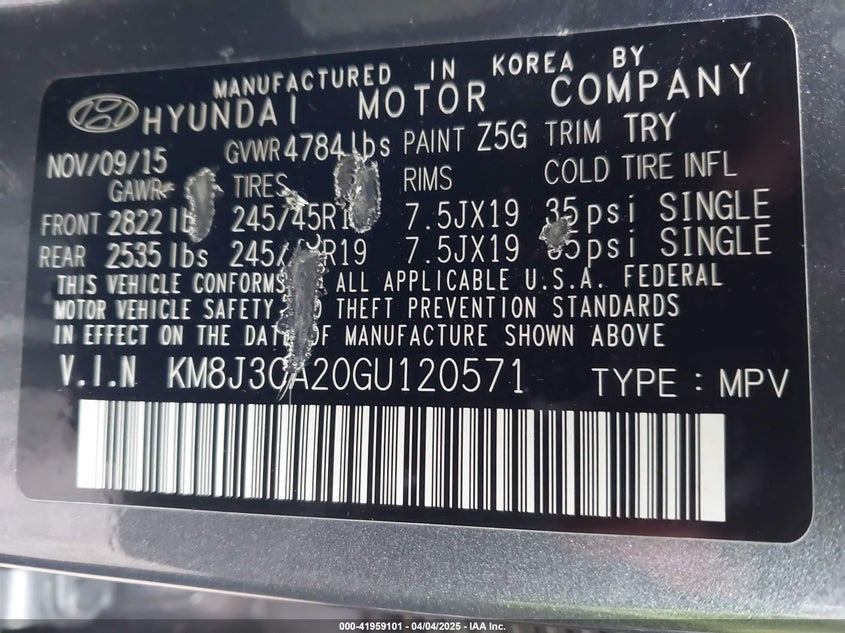 MANUFACTURED IN KOREA BY
HYUNDAI MOTOR COMPANY
NOV/09/15 GVWR 4784 lbs PAINT Z5G TRIM TRY
GAWR TIRES RIMS COLD TIRE INFL
FRONT 2822 lb 245/45R1 7.5JX19 35psi SINGLE
REAR 2535 lbs 245/ R19 7.5JX19 5psi SINGLE
THIS VEHICLE CONFORMS ALL APPLICABLE U.S.A. FEDERAL
MOTOR VEHICLE SAFETY THEFT PREVENTION STANDARDS
IN EFFECT ON THE DATE OF MANUFACTURE SHOWN ABOVE
V.I.N KM8J3CA20GU120571 TYPE : MPV
000-41959101 - 04/04/2025 - IAA Inc.